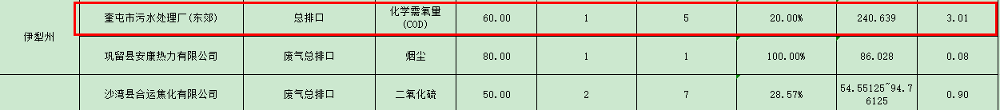 奎屯市污水处理厂(东郊) 总排口 化学需氧量(COD) 60.00 1 5 20.00% 240.639 3.01
伊犁州
巩留县安康热力有限公司 废气总排口 烟尘 80.00 1 1 100.00% 86.028 0.08
沙湾县合运焦化有限公司 废气总排口 二氧化硫 50.00 2 7 28.57% 54.55125~94.76125 0.90